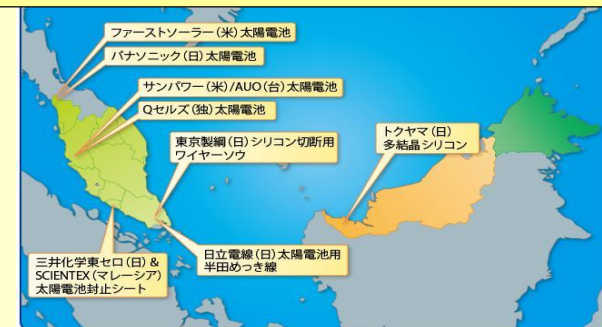 ファーストソーラー(米)太陽電池
パナソニック(日)太陽電池
サンパワー(米)/AUO(台)太陽電池
Qセルズ(独)太陽電池
東京製綱(日)シリコン切断用
ワイヤーソウ
トクヤマ(日)
多結晶シリコン
三井化学東セロ(日)&
SCIENTEX(マレーシア)
太陽電池封止シート
日立電線(日)太陽電池用
半田めっき線